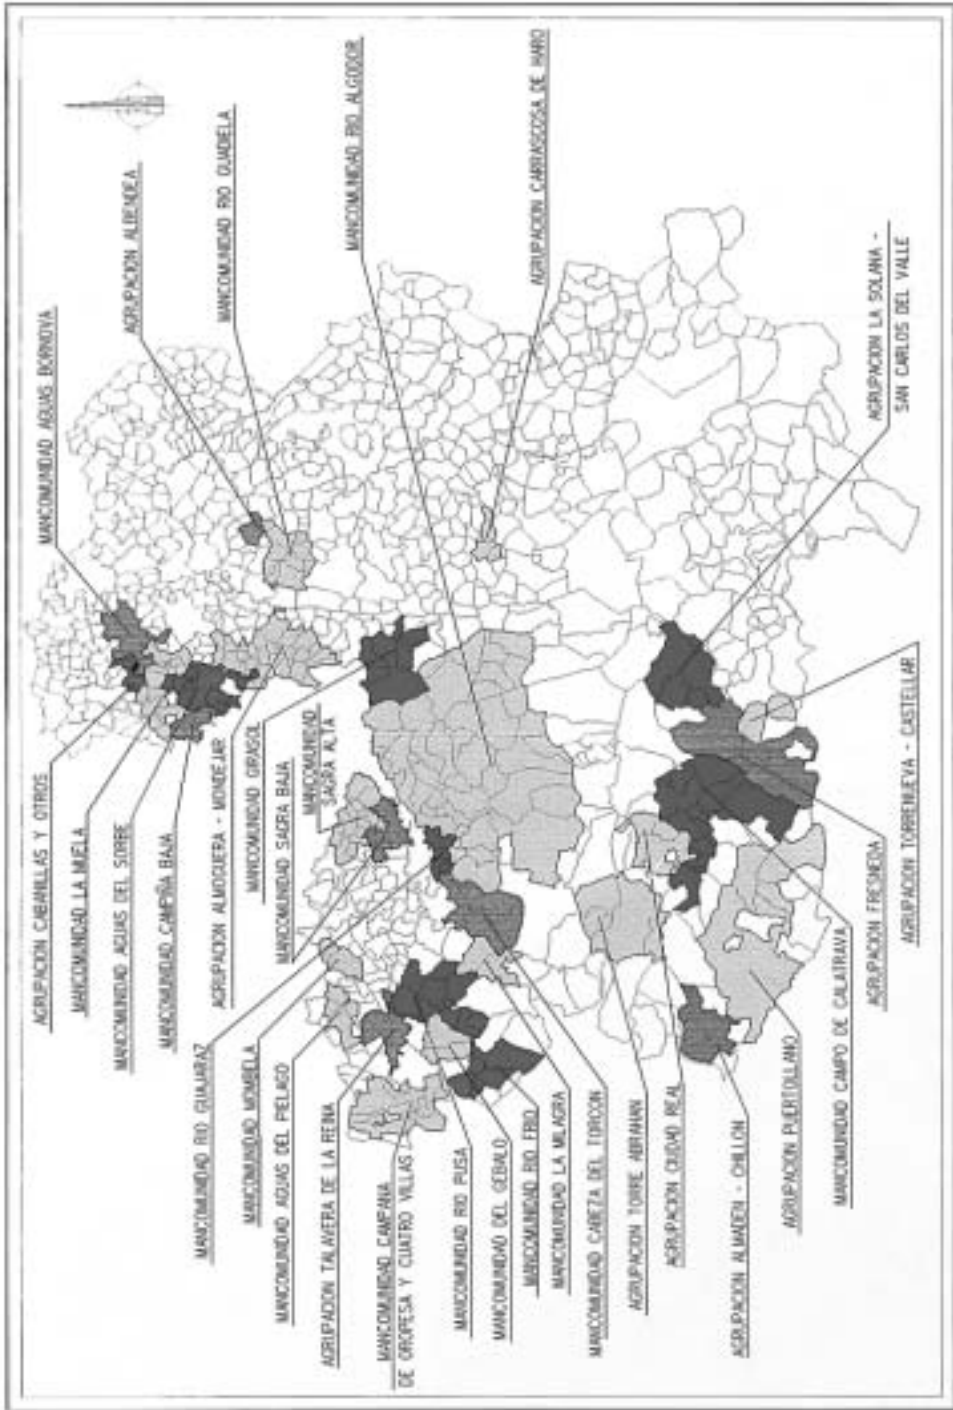 AGRUPACION CABANILLAS Y OTROS
MANCOMUNIDAD LA MUELA
MANCOMUNIDAD AGUAS DEL SORBE
MANCOMUNIDAD CAMPIÑA BAJA
AGRUPACION ALMOGUERA - MONDEJAR
MANCOMUNIDAD GIRASOL
MANCOMUNIDAD SAGRA BAJA
MANCOMUNIDAD
SAGRA ALTA
MANCOMUNIDAD AGUAS BORNOVA
AGRUPACION ALBENDEA
MANCOMUNIDAD RIO GUADIELA
MANCOMUNIDAD RIO ALGODOR
AGRUPACION CARRASCOSA DE HARO
AGRUPACION LA SOLANA -
SAN CARLOS DEL VALLE
MANCOMUNIDAD RIO GUAJARAZ
MANCOMUNIDAD MOMBELA
MANCOMUNIDAD AGUAS DEL PIELAGO
AGRUPACION TALAVERA DE LA REINA
MANCOMUNIDAD CAMPANA
DE OROPESA Y CUATRO VILLAS
MANCOMUNIDAD RIO PUSA
MANCOMUNIDAD DEL GEBALO
MANCOMUNIDAD RIO FRIO
MANCOMUNIDAD LA MILAGRA
MANCOMUNIDAD CABEZA DEL TORCON
AGRUPACION TORRE ABRAHAN
AGRUPACION CIUDAD REAL
AGRUPACION ALMADEN - CHILLON
AGRUPACION PUERTOLLANO
MANCOMUNIDAD CAMPO DE CALATRAVA
AGRUPACION FRESNEDA
AGRUPACION TORRENUEVA - CASTELLAR